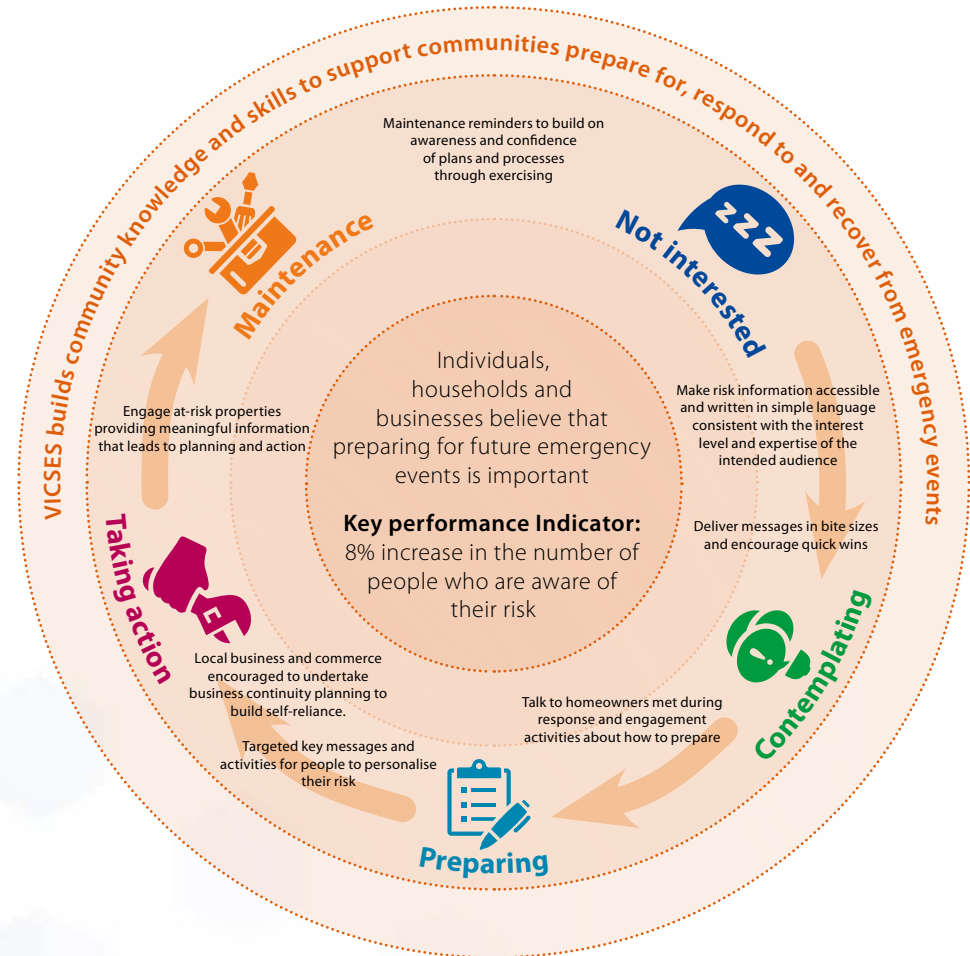 VICSES builds community knowledge and skills to support communities prepare for, respond to and recover from emergency events
Maintenance reminders to build on
awareness and confidence
of plans and processes
through exercising
zzz
Not interested
Make risk information accessible
and written in simple language
consistent with the interest
level and expertise of the
intended audience
Deliver messages in bite sizes
and encourage quick wins
!
Contemplating
Talk to homeowners met during
response and engagement
activities about how to prepare
Preparing
Targeted key messages and
activities for people to personalise
their risk
Local business and commerce
encouraged to undertake
business continuity planning to
build self-reliance.
Taking action
Engage at-risk properties
providing meaningful information
that leads to planning and action
Maintenance
Individuals,
households and
businesses believe that
preparing for future emergency
events is important
Key performance Indicator:
8% increase in the number of
people who are aware of
their risk